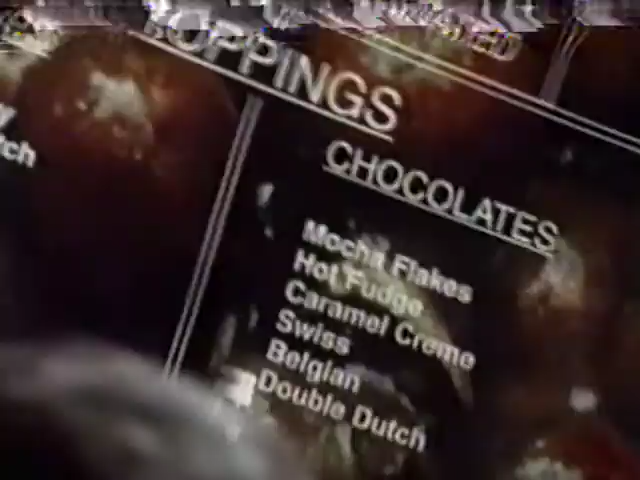 TOPPINGS
CHOCOLATES
Mocha Flakes
Hot Fudge
Caramel Creme
Swiss
Belgian
Double Dutch